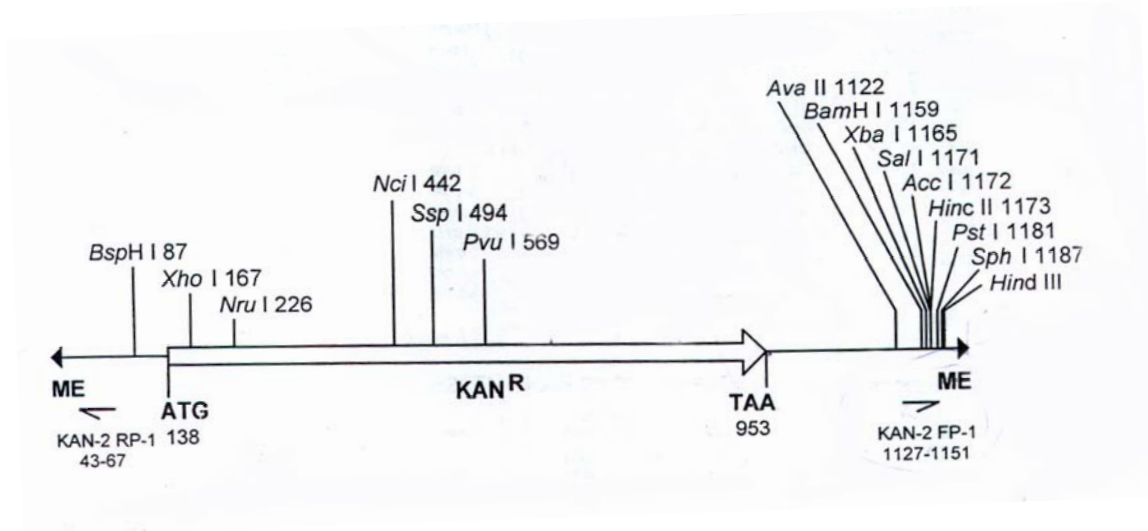 Ava II 1122
BamH I 1159
Xba I 1165
Sal I 1171
Acc I 1172
Hinc II 1173
Pst I 1181
Sph I 1187
Hind III
Nci I 442
Ssp I 494
Pvu I 569
BspH I 87
Xho I 167
Nru I 226
ME
ATG
138
KAN R
TAA
953
ME
KAN-2 RP-1
43-67
KAN-2 FP-1
1127-1151